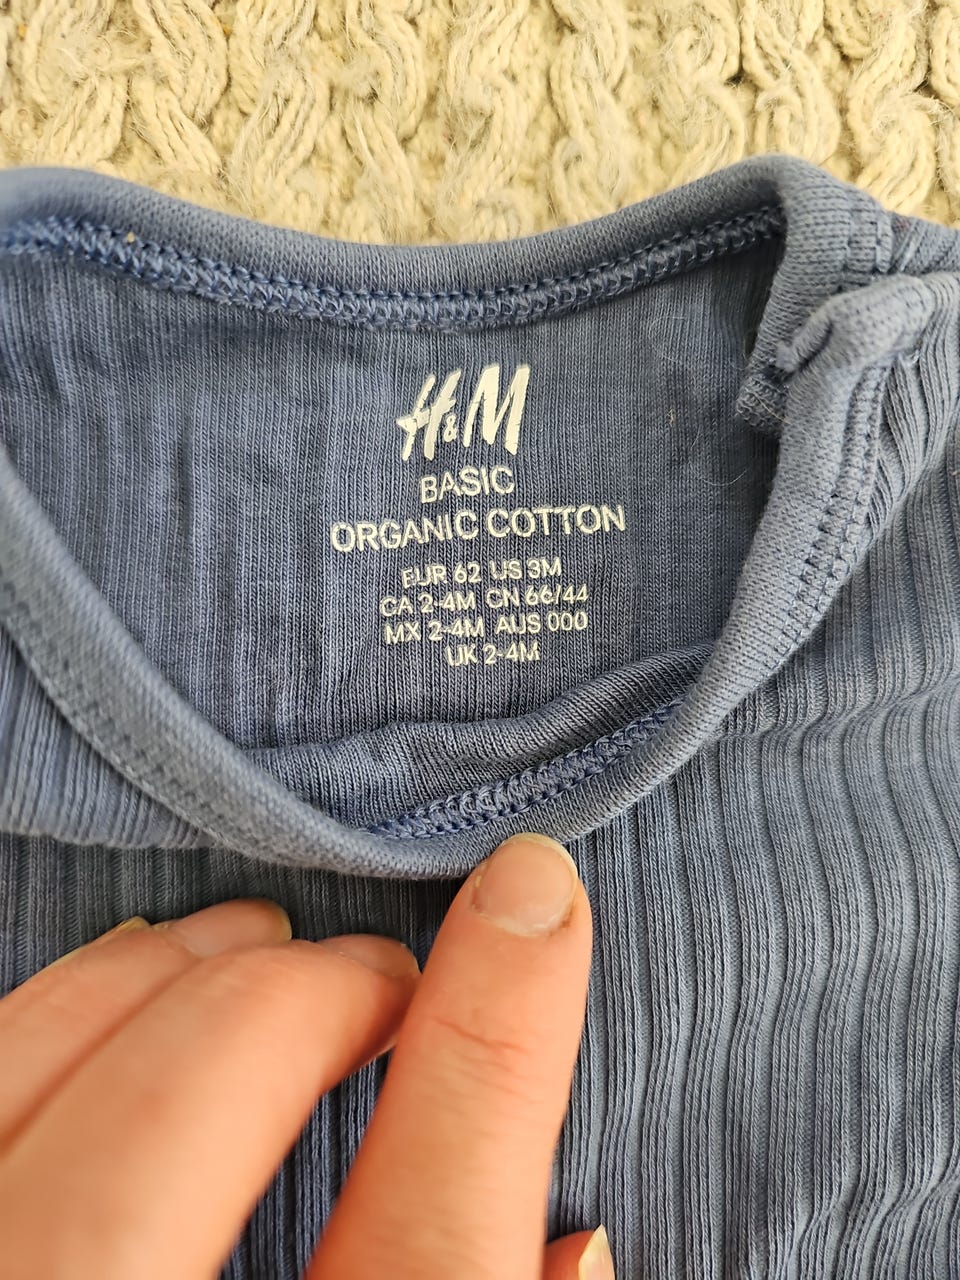 H&M
BASIC
ORGANIC COTTON
EUR 62 US 3M
CA 2-4M CN 66/44
MX 2-4M AUS 000
UK 2-4M